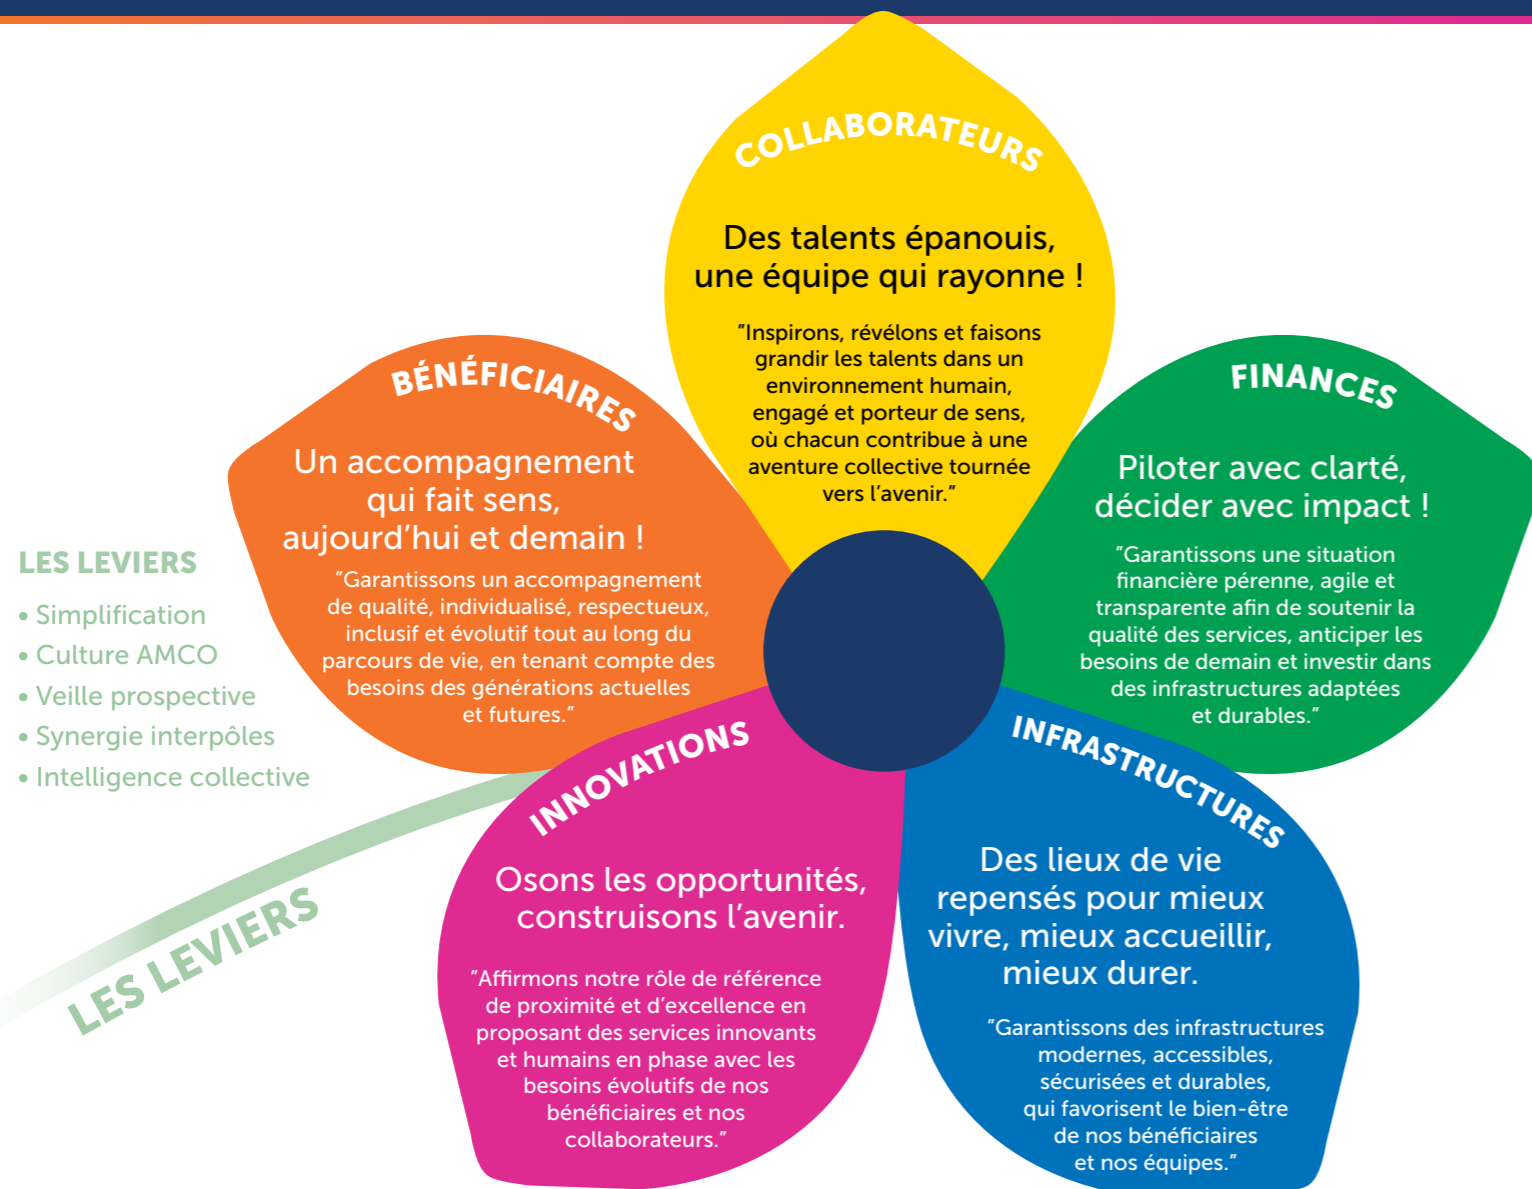 COLLABORATEURS
Des talents épanouis,
une équipe qui rayonne !
"Inspirons, révélons et faisons
grandir les talents dans un
environnement humain,
engagé et porteur de sens,
où chacun contribue à une
aventure collective tournée
vers l'avenir."
BÉNÉFICIAIRES
Un accompagnement
qui fait sens,
aujourd'hui et demain !
"Garantissons un accompagnement
de qualité, individualisé, respectueux,
inclusif et évolutif tout au long du
parcours de vie, en tenant compte des
besoins des générations actuelles
et futures."
FINANCES
Piloter avec clarté,
décider avec impact !
"Garantissons une situation
financière pérenne, agile et
transparente afin de soutenir la
qualité des services, anticiper les
besoins de demain et investir dans
des infrastructures adaptées
et durables."
LES LEVIERS
• Simplification
• Culture AMCO
• Veille prospective
• Synergie interpôles
• Intelligence collective
LES LEVIERS
INNOVATIONS
Osons les opportunités,
construisons l'avenir.
"Affirmons notre rôle de référence
de proximité et d'excellence en
proposant des services innovants
et humains en phase avec les
besoins évolutifs de nos
bénéficiaires et nos
collaborateurs."
INFRASTRUCTURES
Des lieux de vie
repensés pour mieux
vivre, mieux accueillir,
mieux durer.
"Garantissons des infrastructures
modernes, accessibles,
sécurisées et durables,
qui favorisent le bien-être
de nos bénéficiaires
et nos équipes."